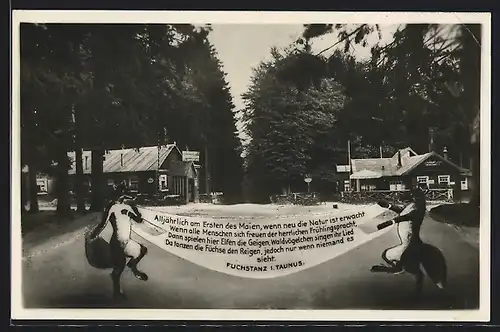 Alljährlich am Ersten des Maien, wenn neu die Natur ist erwacht
Wenn alle Menschen sich freuen der herrlichen Frühlingspracht,
Dann spielen hier Elfen die Geigen, Waldvögelchen singen ihr Lied
Da tanzen die Füchse den Reigen, jedoch nur wenn niemand es
sieht.
FUCHSTANZ I. TAUNUS.